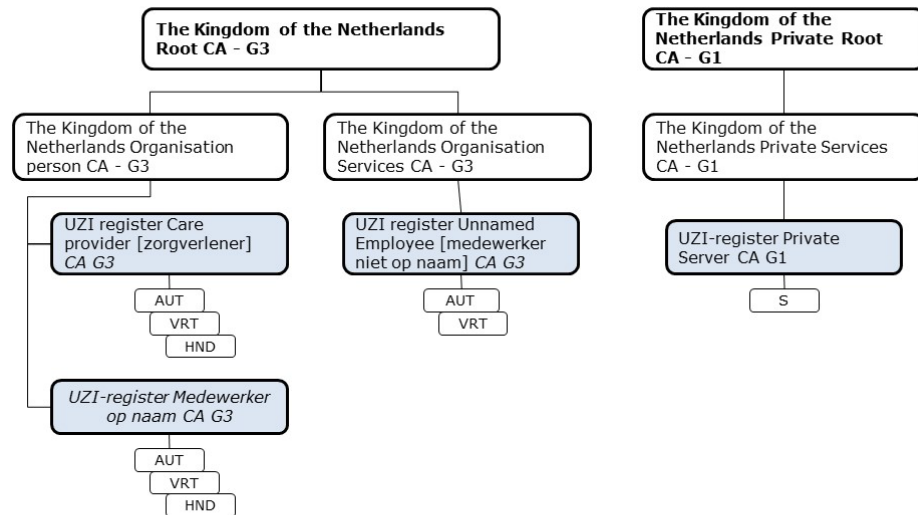 The Kingdom of the Netherlands
Root CA - G3
The Kingdom of the
Netherlands Private Root
CA - G1
The Kingdom of the
Netherlands Organisation
person CA - G3
The Kingdom of the
Netherlands Organisation
Services CA - G3
The Kingdom of the
Netherlands Private Services
CA - G1
UZI register Care
provider [zorgverlener]
CA G3
UZI register Unnamed
Employee [medewerker
niet op naam] CA G3
UZI-register Private
Server CA G1
AUT
VRT
HND
AUT
VRT
S
UZI-register Medewerker
op naam CA G3
AUT
VRT
HND